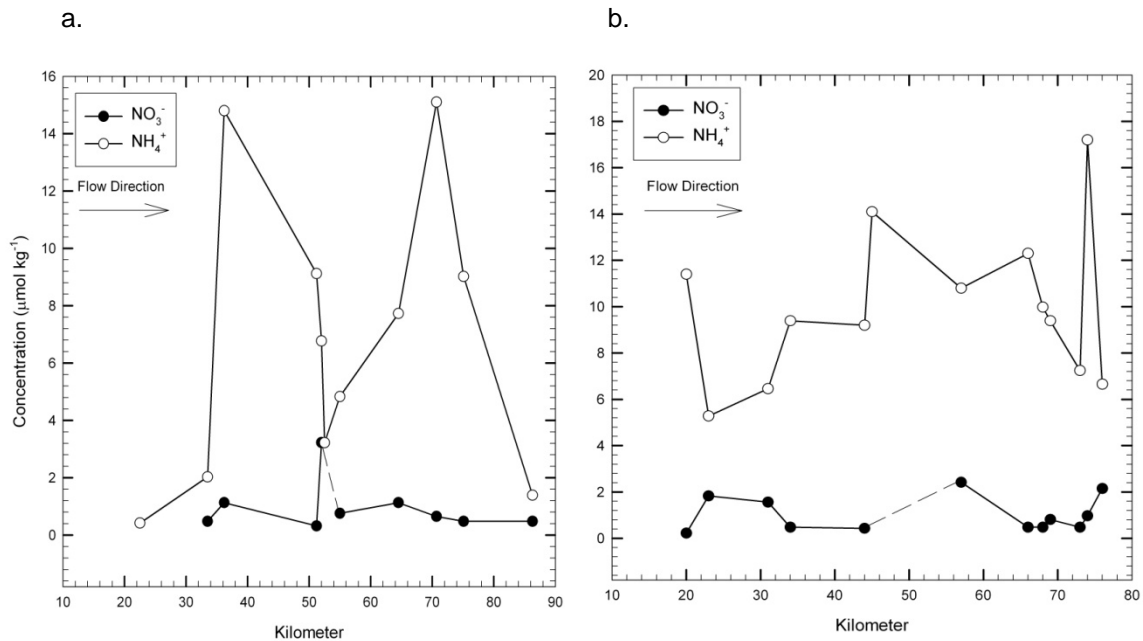 a.
b.
NO₃⁻
NH₄⁺
Flow Direction
Concentration (µmol kg⁻¹)
16
14
12
10
8
6
4
2
0
10 20 30 40 50 60 70 80 90
Kilometer
NO₃⁻
NH₄⁺
Flow Direction
20
18
16
14
12
10
8
6
4
2
0
10 20 30 40 50 60 70 80
Kilometer